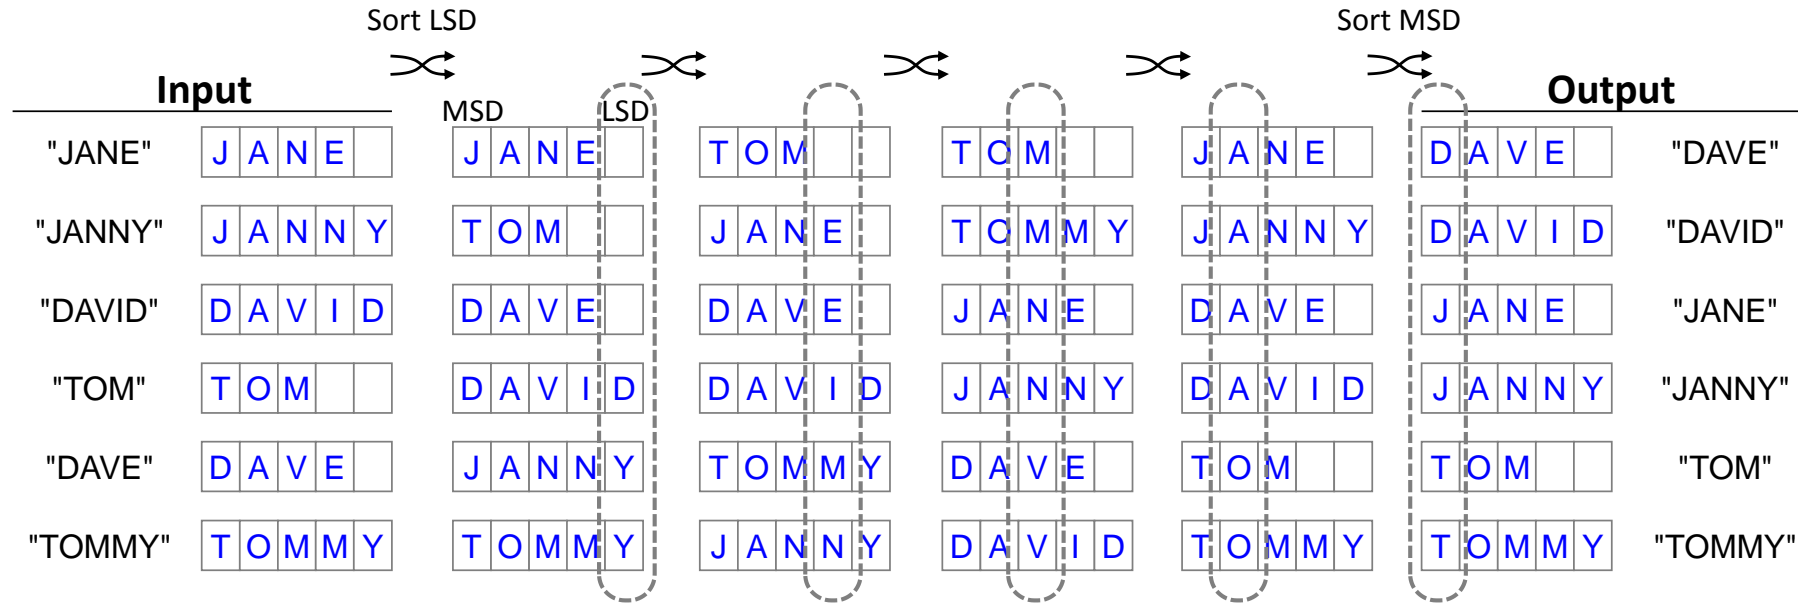 Sort LSD Sort MSD
Input Output
MSD LSD
"JANE" J A N E J A N E T O M T O M J A N E D A V E "DAVE"
"JANNY" J A N N Y T O M J A N E T O M M Y J A N N Y D A V I D "DAVID"
"DAVID" D A V I D D A V E D A V E J A N E D A V E J A N E "JANE"
"TOM" T O M D A V I D D A V I D J A N N Y D A V I D J A N N Y "JANNY"
"DAVE" D A V E J A N N Y T O M M Y D A V E T O M T O M "TOM"
"TOMMY" T O M M Y T O M M Y J A N N Y D A V I D T O M M Y T O M M Y "TOMMY"